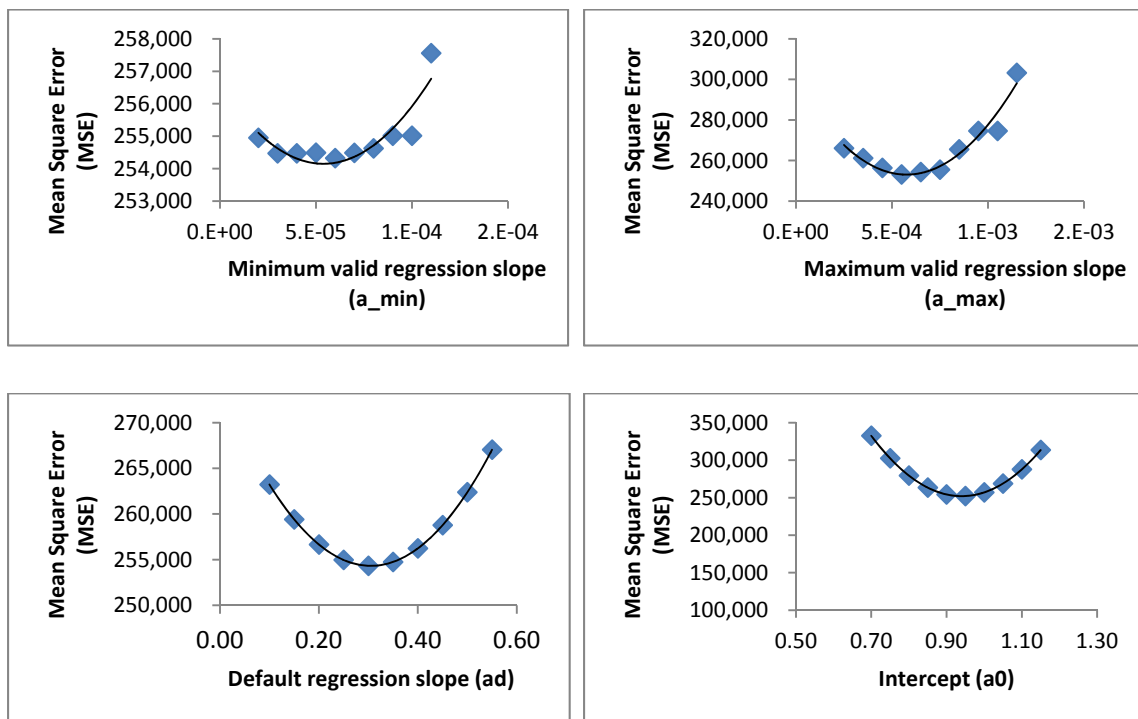 Mean Square Error
(MSE)
258,000
257,000
256,000
255,000
254,000
253,000
0.E+00 5.E-05 1.E-04 2.E-04
Minimum valid regression slope
(a_min)
Mean Square Error
(MSE)
320,000
300,000
280,000
260,000
240,000
0.E+00 5.E-04 1.E-03 2.E-03
Maximum valid regression slope
(a_max)
Mean Square Error
(MSE)
270,000
265,000
260,000
255,000
250,000
0.00 0.20 0.40 0.60
Default regression slope (ad)
Mean Square Error
(MSE)
350,000
300,000
250,000
200,000
150,000
100,000
0.50 0.70 0.90 1.10 1.30
Intercept (a0)